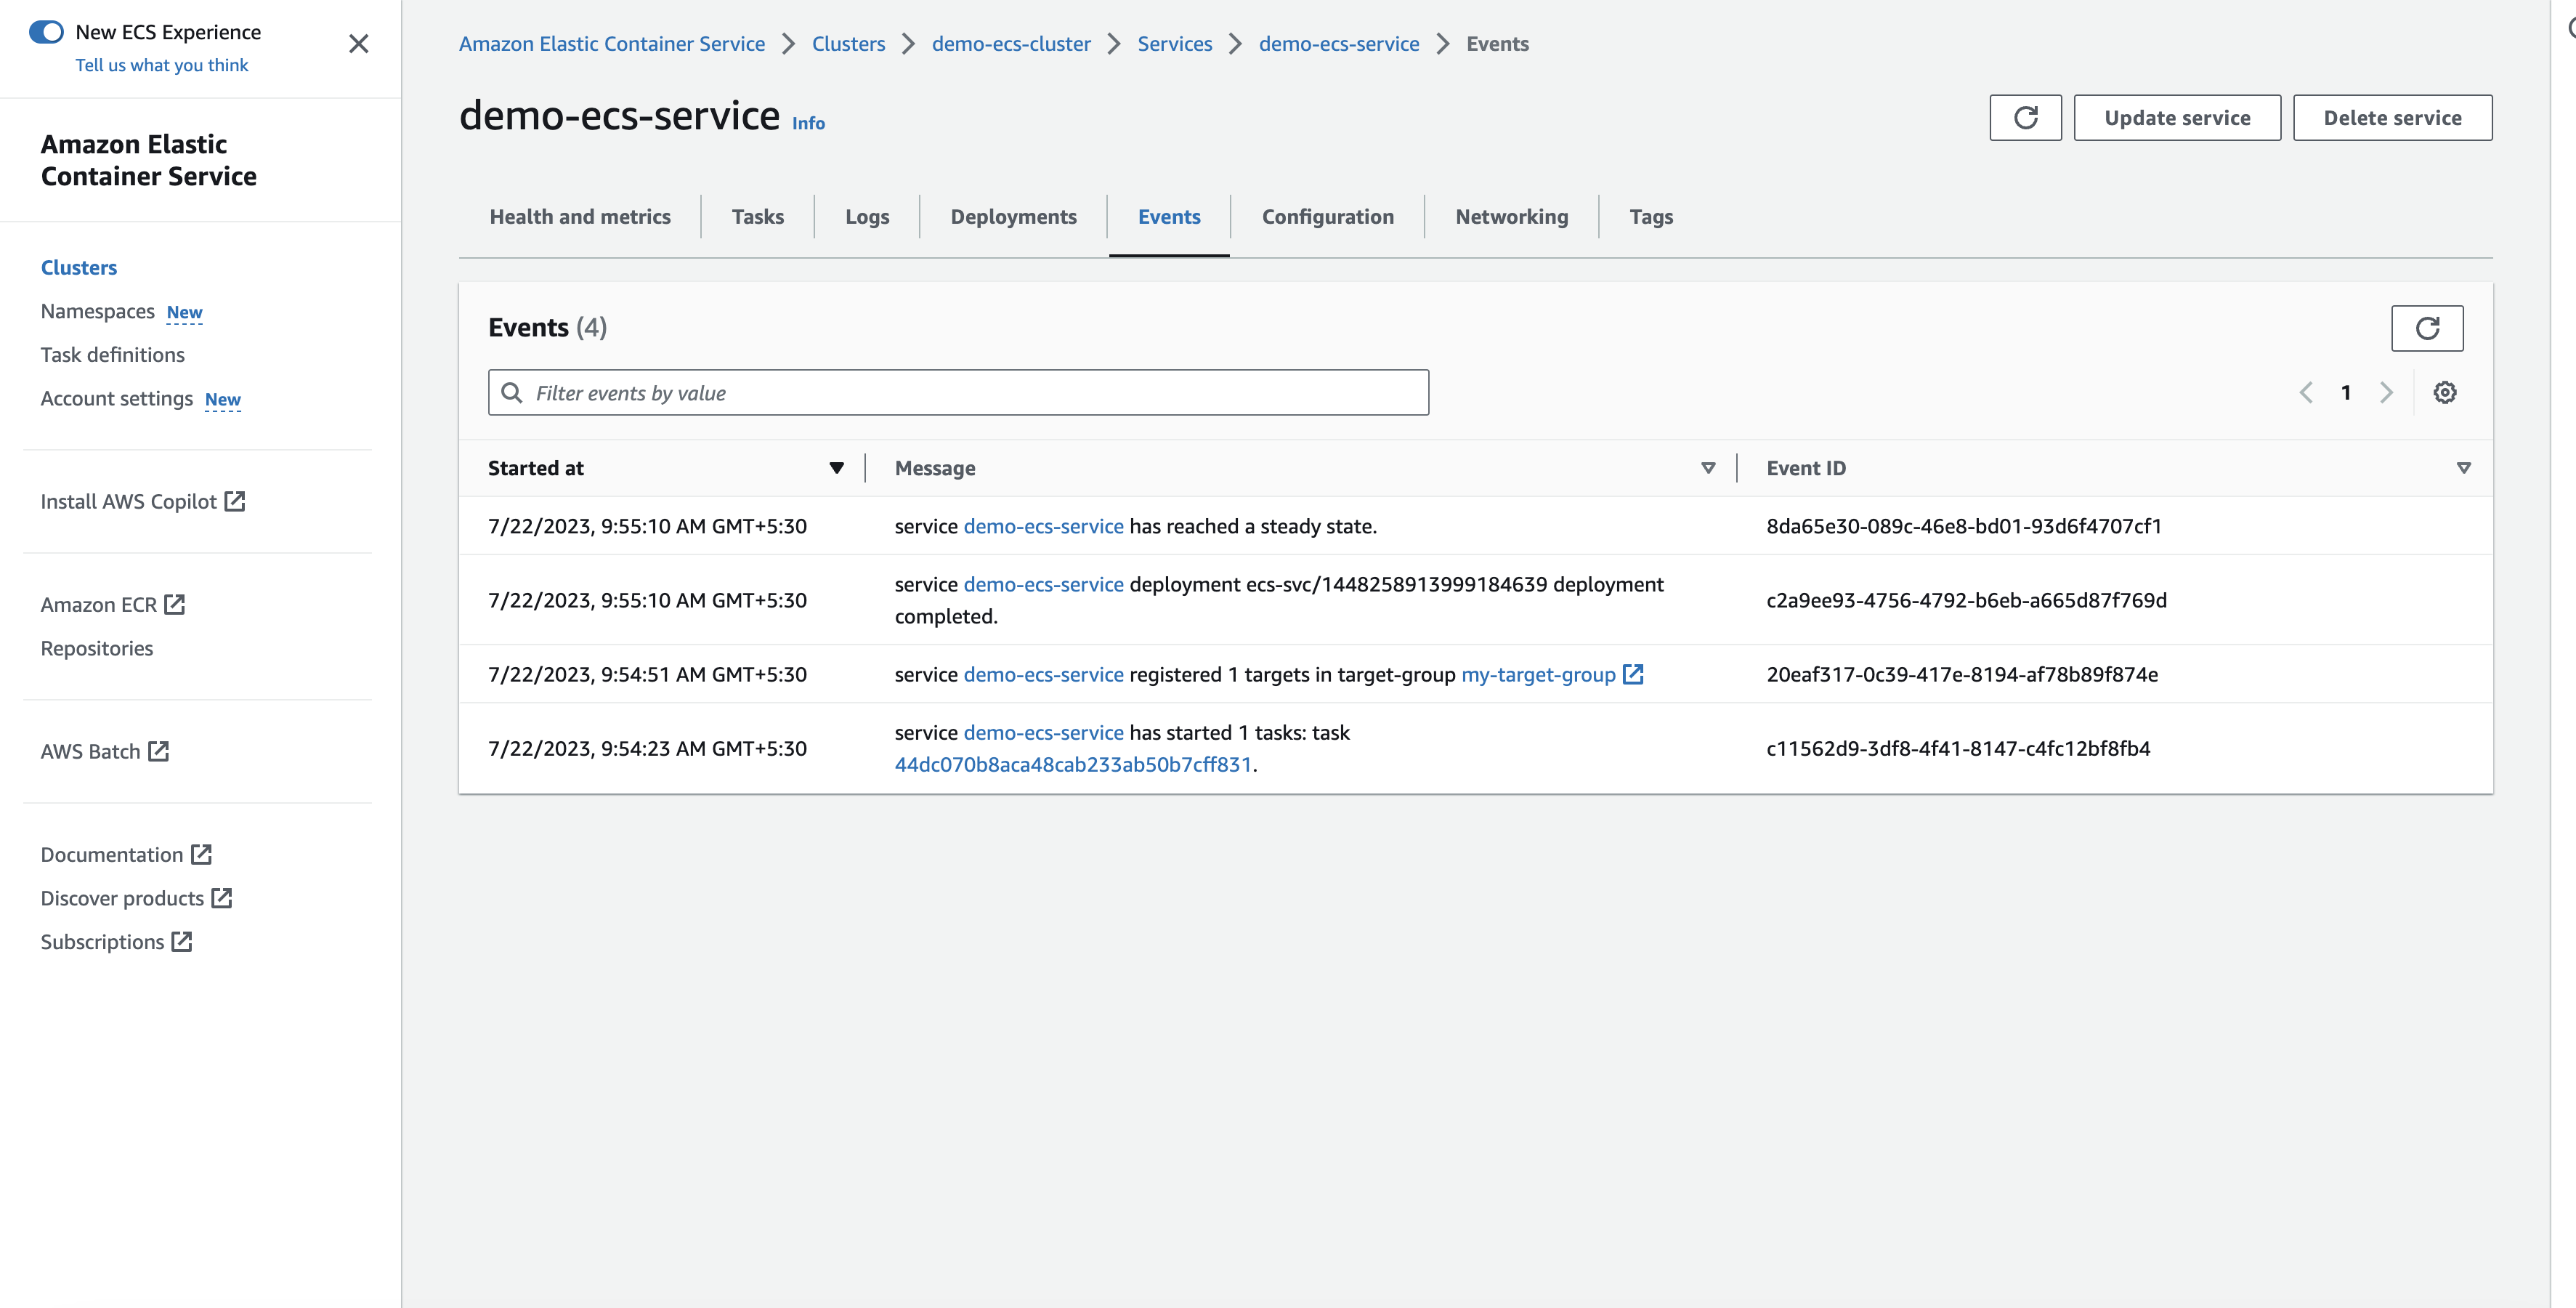 New ECS Experience
Tell us what you think
Amazon Elastic
Container Service
Clusters
Namespaces New
Task definitions
Account settings New
Install AWS Copilot
Amazon ECR
Repositories
AWS Batch
Documentation
Discover products
Subscriptions
Amazon Elastic Container Service > Clusters > demo-ecs-cluster > Services > demo-ecs-service > Events
demo-ecs-service Info
Update service
Delete service
Health and metrics
Tasks
Logs
Deployments
Events
Configuration
Networking
Tags
Events (4)
Filter events by value
1
Started at
Message
Event ID
7/22/2023, 9:55:10 AM GMT+5:30
service demo-ecs-service has reached a steady state.
8da65e30-089c-46e8-bd01-93d6f4707cf1
7/22/2023, 9:55:10 AM GMT+5:30
service demo-ecs-service deployment ecs-svc/1448258913999184639 deployment
completed.
c2a9ee93-4756-4792-b6eb-a665d87f769d
7/22/2023, 9:54:51 AM GMT+5:30
service demo-ecs-service registered 1 targets in target-group my-target-group
20eaf317-0c39-417e-8194-af78b89f874e
7/22/2023, 9:54:23 AM GMT+5:30
service demo-ecs-service has started 1 tasks: task
44dc070b8aca48cab233ab50b7cff831.
c11562d9-3df8-4f41-8147-c4fc12bf8fb4